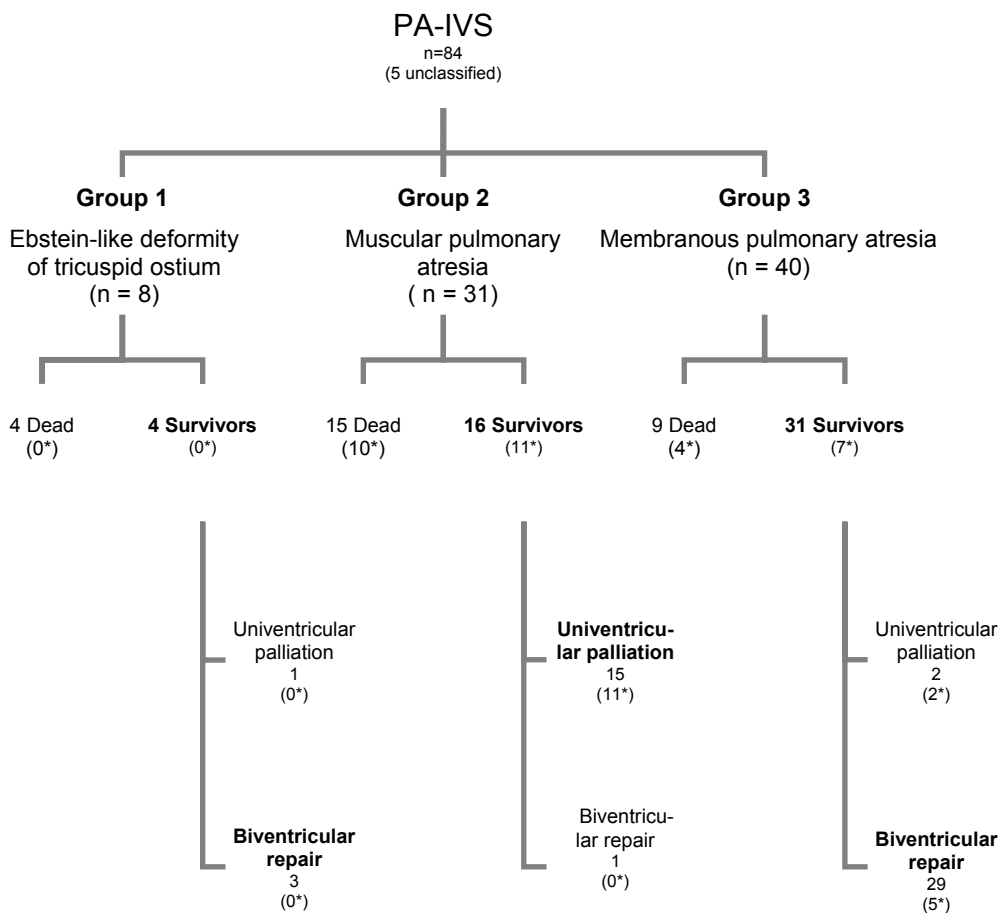 PA-IVS
n=84
(5 unclassified)
Group 1
Ebstein-like deformity
of tricuspid ostium
(n = 8)
Group 2
Muscular pulmonary
atresia
( n = 31)
Group 3
Membranous pulmonary atresia
(n = 40)
4 Dead
(0*)
4 Survivors
(0*)
15 Dead
(10*)
16 Survivors
(11*)
9 Dead
(4*)
31 Survivors
(7*)
Univentricular
palliation
1
(0*)
Univentricu-
lar palliation
15
(11*)
Univentricular
palliation
2
(2*)
Biventricular
repair
3
(0*)
Biventricu-
lar repair
1
(0*)
Biventricular
repair
29
(5*)